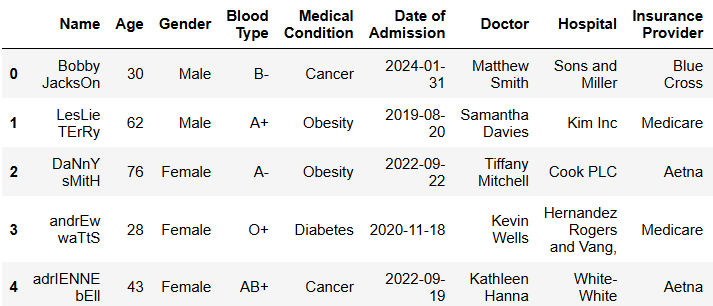 Name Age Gender Blood Type Medical Condition Date of Admission Doctor Hospital Insurance Provider
0 Bobby JacksOn 30 Male B- Cancer 2024-01-31 Matthew Smith Sons and Miller Blue Cross
1 LesLie TErRy 62 Male A+ Obesity 2019-08-20 Samantha Davies Kim Inc Medicare
2 DaNnY sMitH 76 Female A- Obesity 2022-09-22 Tiffany Mitchell Cook PLC Aetna
3 andrEw waTtS 28 Female O+ Diabetes 2020-11-18 Kevin Wells Hernandez Rogers and Vang, Medicare
4 adrIENNE bEll 43 Female AB+ Cancer 2022-09-19 Kathleen Hanna White-White Aetna